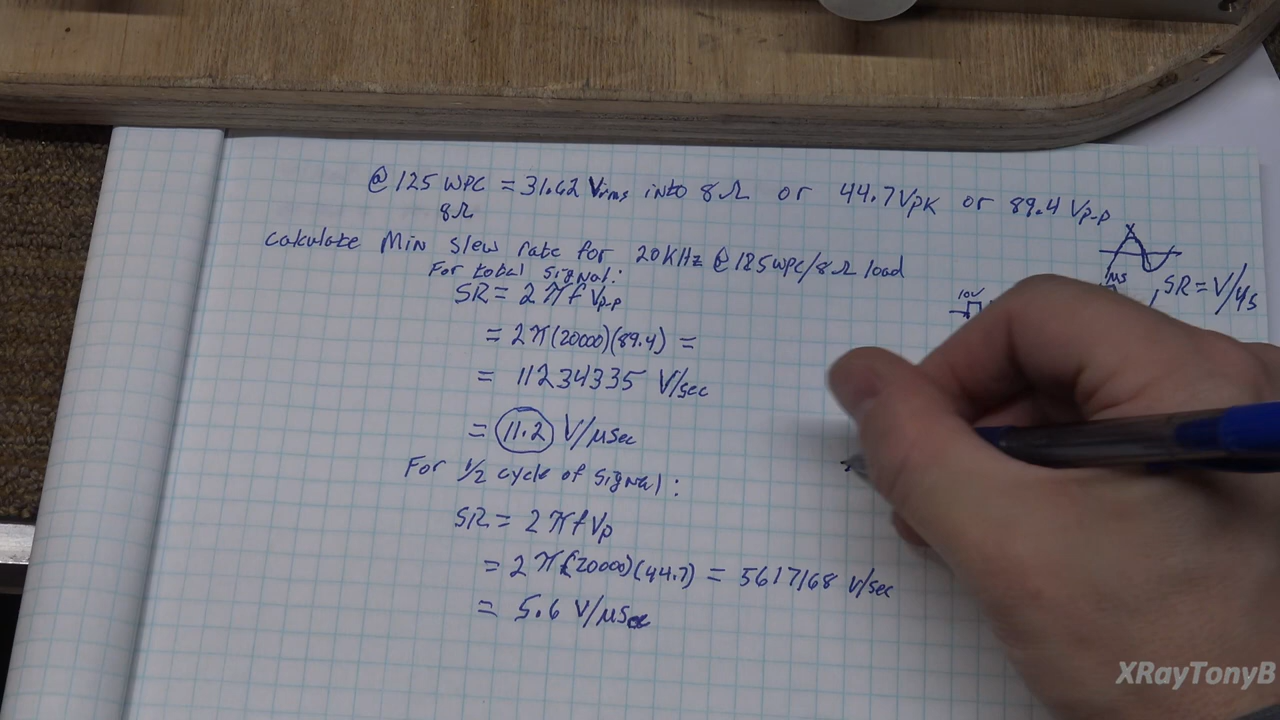 @ 125 WPC = 31.62 Vrms into 8Ω or 44.7 Vpk or 89.4 Vp-p
8Ω
Calculate Min slew rate for 20KHz @ 125WPC/8Ω load
For total signal:
SR = 2πf Vp-p
= 2π(20000)(89.4) =
= 11234335 V/sec
= 11.2 V/μSec
For 1/2 cycle of signal:
SR = 2πfVp
= 2π(20000)(44.7) = 5617168 V/sec
= 5.6 V/μSec
μs
10V
SR = V/μs
XRayTonyB